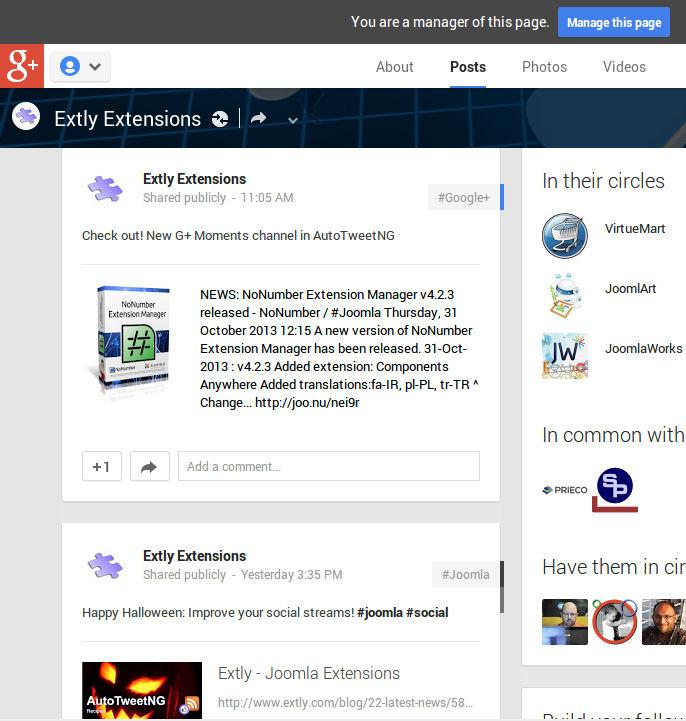 You are a manager of this page. Manage this page
g+
About Posts Photos Videos
Extly Extensions
Extly Extensions
Shared publicly - 11:05 AM
#Google+
Check out! New G+ Moments channel in AutoTweetNG
NoNumber
Extension Manager
#
NoNumber
NEWS: NoNumber Extension Manager v4.2.3
released - NoNumber / #Joomla Thursday, 31
October 2013 12:15 A new version of NoNumber
Extension Manager has been released. 31-Oct-
2013 : v4.2.3 Added extension: Components
Anywhere Added translations:fa-IR, pl-PL, tr-TR ^
Change... http://joo.nu/nei9r
+1
Add a comment...
Extly Extensions
Shared publicly - Yesterday 3:35 PM
#Joomla
Happy Halloween: Improve your social streams! #joomla #social
AutoTweetNG
Recipes
Extly - Joomla Extensions
http://www.extly.com/blog/22-latest-news/58...
In their circles
VirtueMart
JoomlArt
JW
JoomlaWorks
In common with
PRIECO
SP
Have them in cir
Build your follow